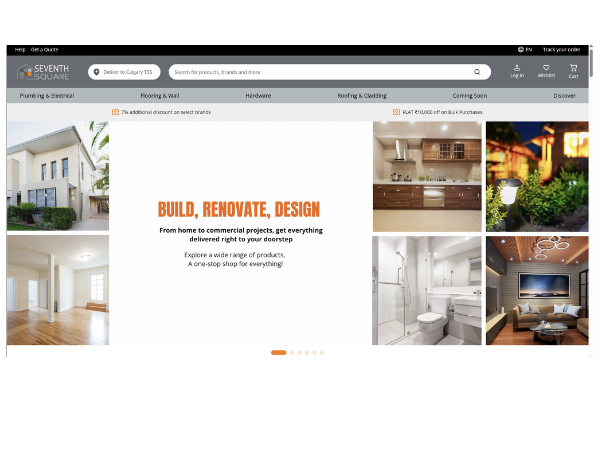 Help Get a Quote
EN Track your order
SEVENTH
SQUARE
Deliver to Calgary T3S
Search for products, brands and more
Log In
Wishlist
Cart
Plumbing & Electrical Flooring & Wall Hardware Roofing & Cladding Coming Soon Discover
7% additional discount on select brands
FLAT ₹10,000 off on Bulk Purchases.
BUILD, RENOVATE, DESIGN
From home to commercial projects, get everything
delivered right to your doorstep
Explore a wide range of products,
A one-stop shop for everything!